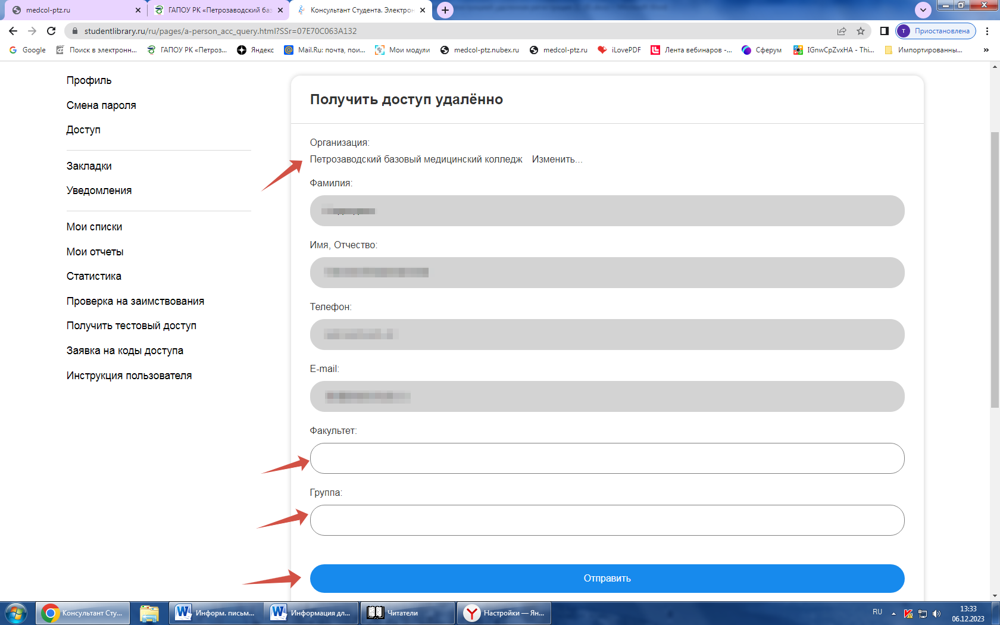 medcol-ptz.ru
ГАПОУ РК «Петрозаводский ба
Консультант Студента. Электрон
studentlibrary.ru/ru/pages/a-person_acc_query.html?SSr=07E70C063A132
Т
Приостановлена
Google
Поиск в электронн...
ГАПОУ РК «Петроз...
Яндекс
Mail.Ru: почта, пои...
Мои модули
medcol-ptz.nubex.ru
medcol-ptz.ru
iLovePDF
Лента вебинаров -...
Сферум
IGnwCpZvxHA - Thi...
Импортированны...
»
Профиль
Смена пароля
Доступ
Закладки
Уведомления
Мои списки
Мои отчеты
Статистика
Проверка на заимствования
Получить тестовый доступ
Заявка на коды доступа
Инструкция пользователя
Получить доступ удалённо
Организация:
Петрозаводский базовый медицинский колледж Изменить...
Фамилия:
Имя, Отчество:
Телефон:
E-mail:
Факультет:
Группа:
Отправить
Консультант Сту...
Информ. письм...
Информация дл...
Читатели
Настройки — Ян...
RU
13:33
06.12.2023